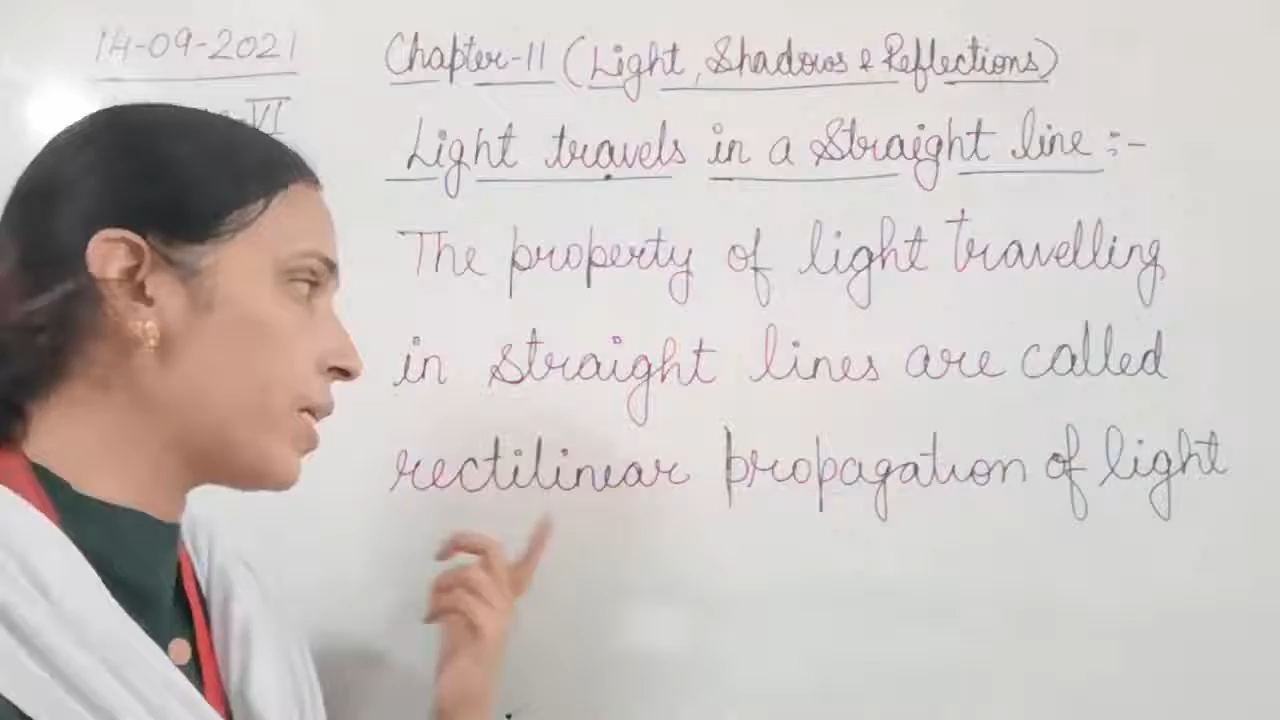 14-09-2021
VI
Chapter-11 (Light, Shadows & Reflections)
Light travels in a Straight line :-
The property of light travelling
in straight lines are called
rectilinear propagation of light